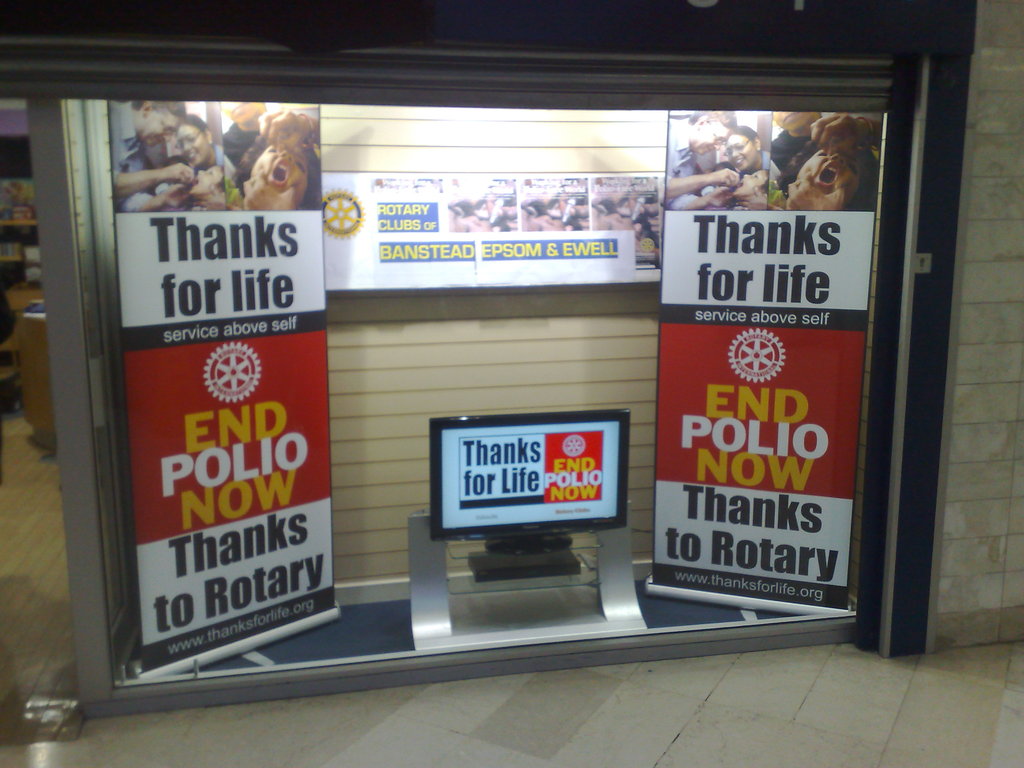 Thanks
for life
service above self
END
POLIO
NOW
Thanks
to Rotary
www.thanksforlife.org
ROTARY
CLUBS OF
BANSTEAD EPSOM & EWELL
Thanks
for Life
END
POLIO
NOW
Thanks
for life
service above self
END
POLIO
NOW
Thanks
to Rotary
www.thanksforlife.org